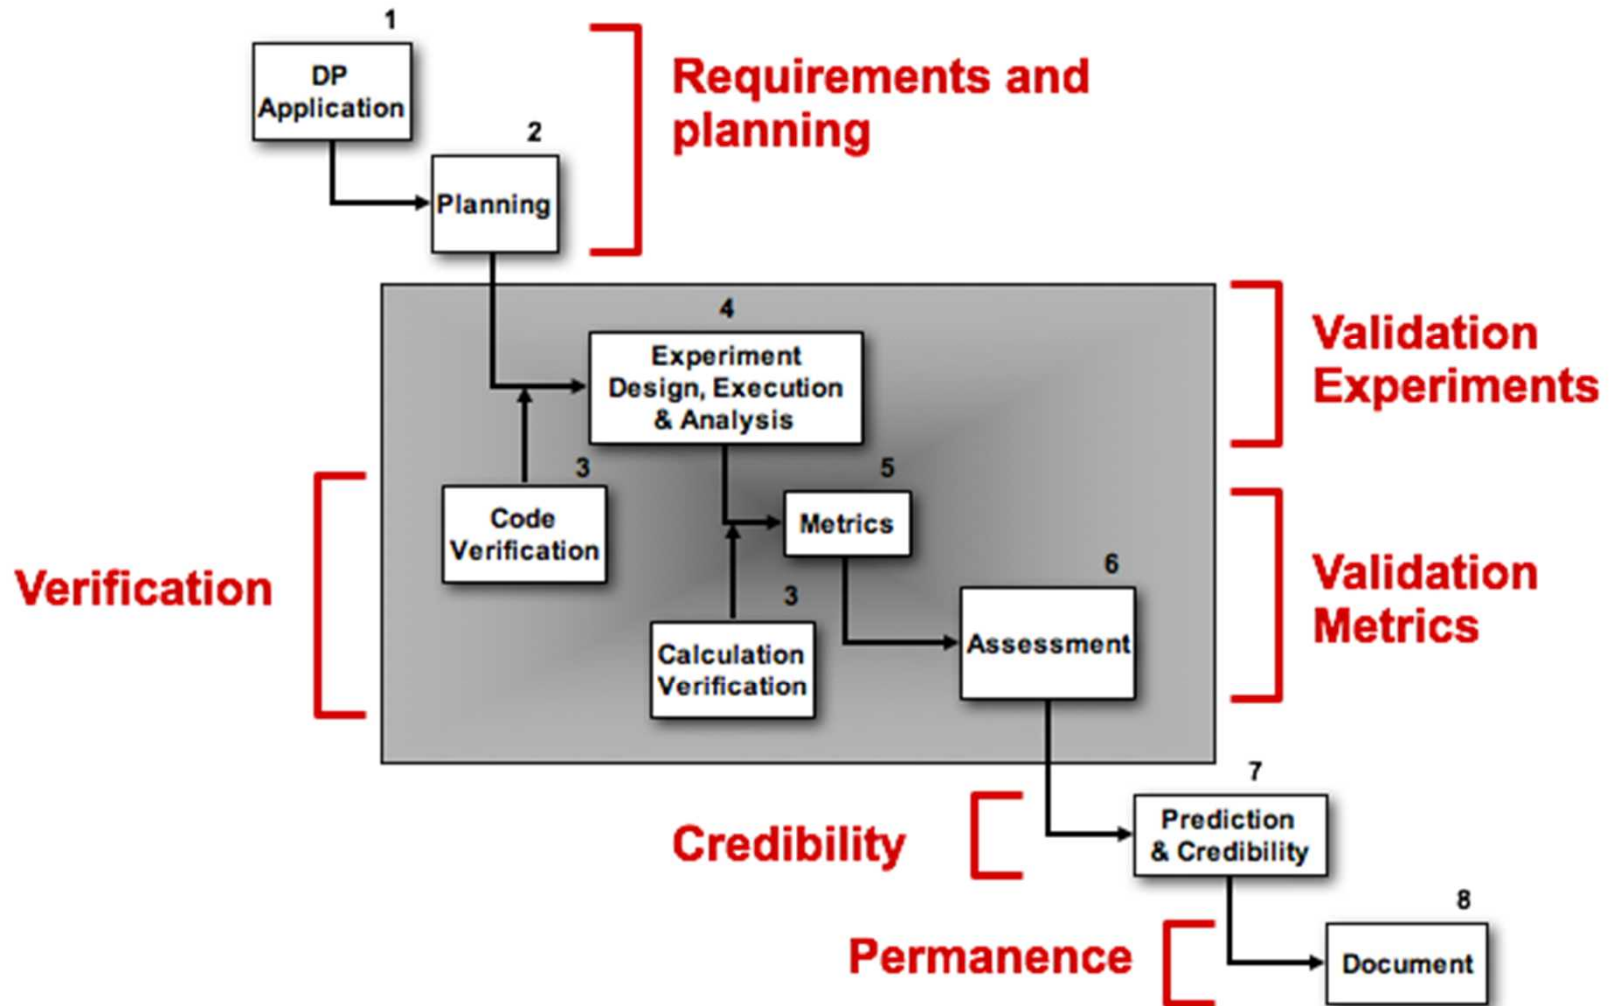 1
DP
Application
Requirements and
planning
2
Planning
4
Experiment
Design, Execution
& Analysis
Validation
Experiments
3
Code
Verification
5
Metrics
Verification
3
Calculation
Verification
6
Assessment
Validation
Metrics
7
Prediction
& Credibility
Credibility
8
Document
Permanence